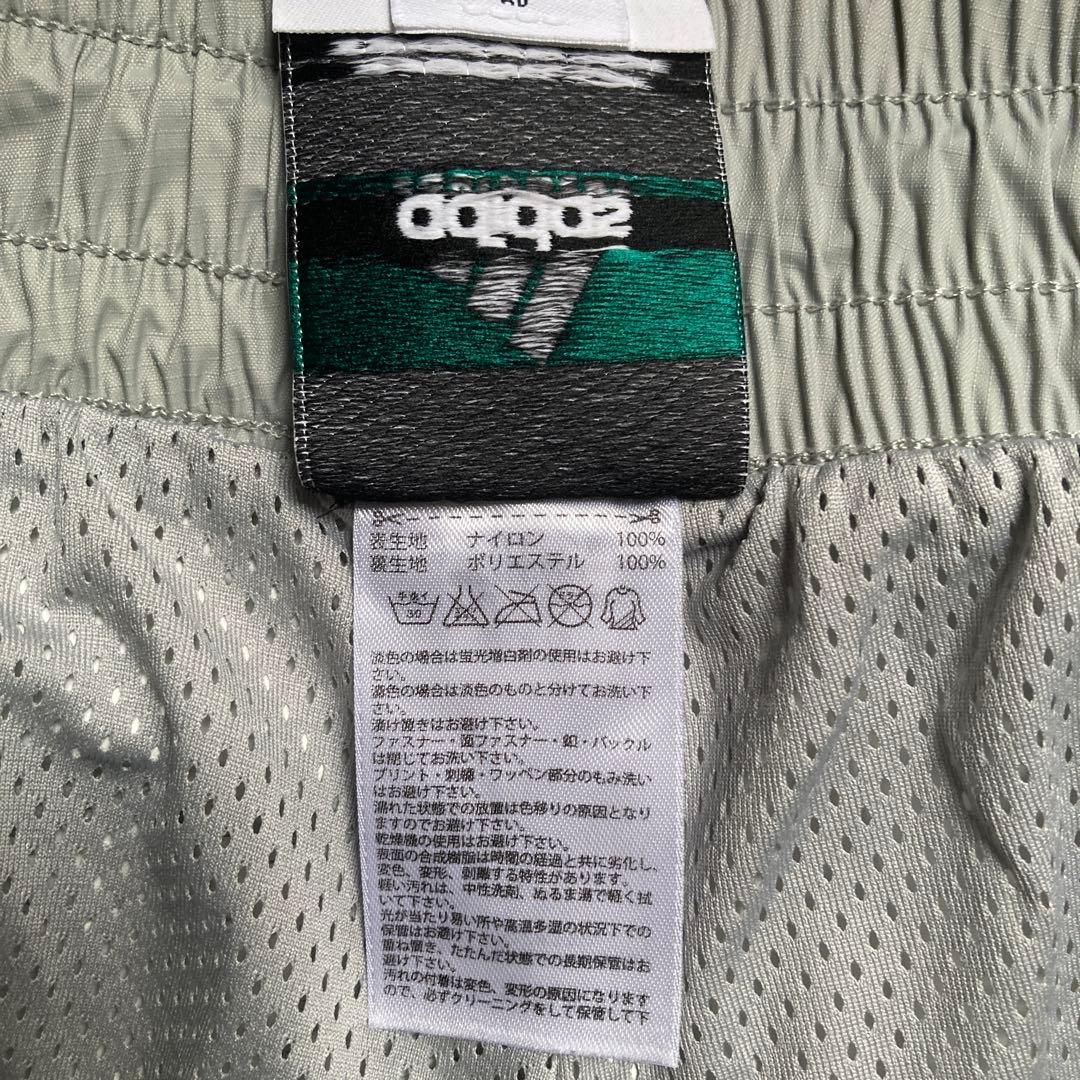 adidas
表生地 ナイロン 100%
裏生地 ポリエステル 100%
手洗イ
30
淡色の場合は蛍光増白剤の使用はお避け下
さい。
濃色の場合は淡色のものと分けてお洗い下
さい。
漬け置きはお避け下さい。
ファスナー・面ファスナー・釦・バックル
は閉じてお洗い下さい。
プリント・刺繍・ワッペン部分のもみ洗い
はお避け下さい。
濡れた状態での放置は色移りの原因となり
ますのでお避け下さい。
乾燥機の使用はお避け下さい。
表面の合成樹脂は時間の経過と共に劣化し、
変色、変形、剥離する特性があります。
軽い汚れは、中性洗剤、ぬるま湯で軽く拭
いて下さい。
光が当たり易い所や高温多湿の状況下での
保管はお避け下さい。
重ね置き、たたんだ状態での長期保管はお
避け下さい。
汚れの付着は変色、変形の原因になります
ので、必ずクリーニングをして保管して下